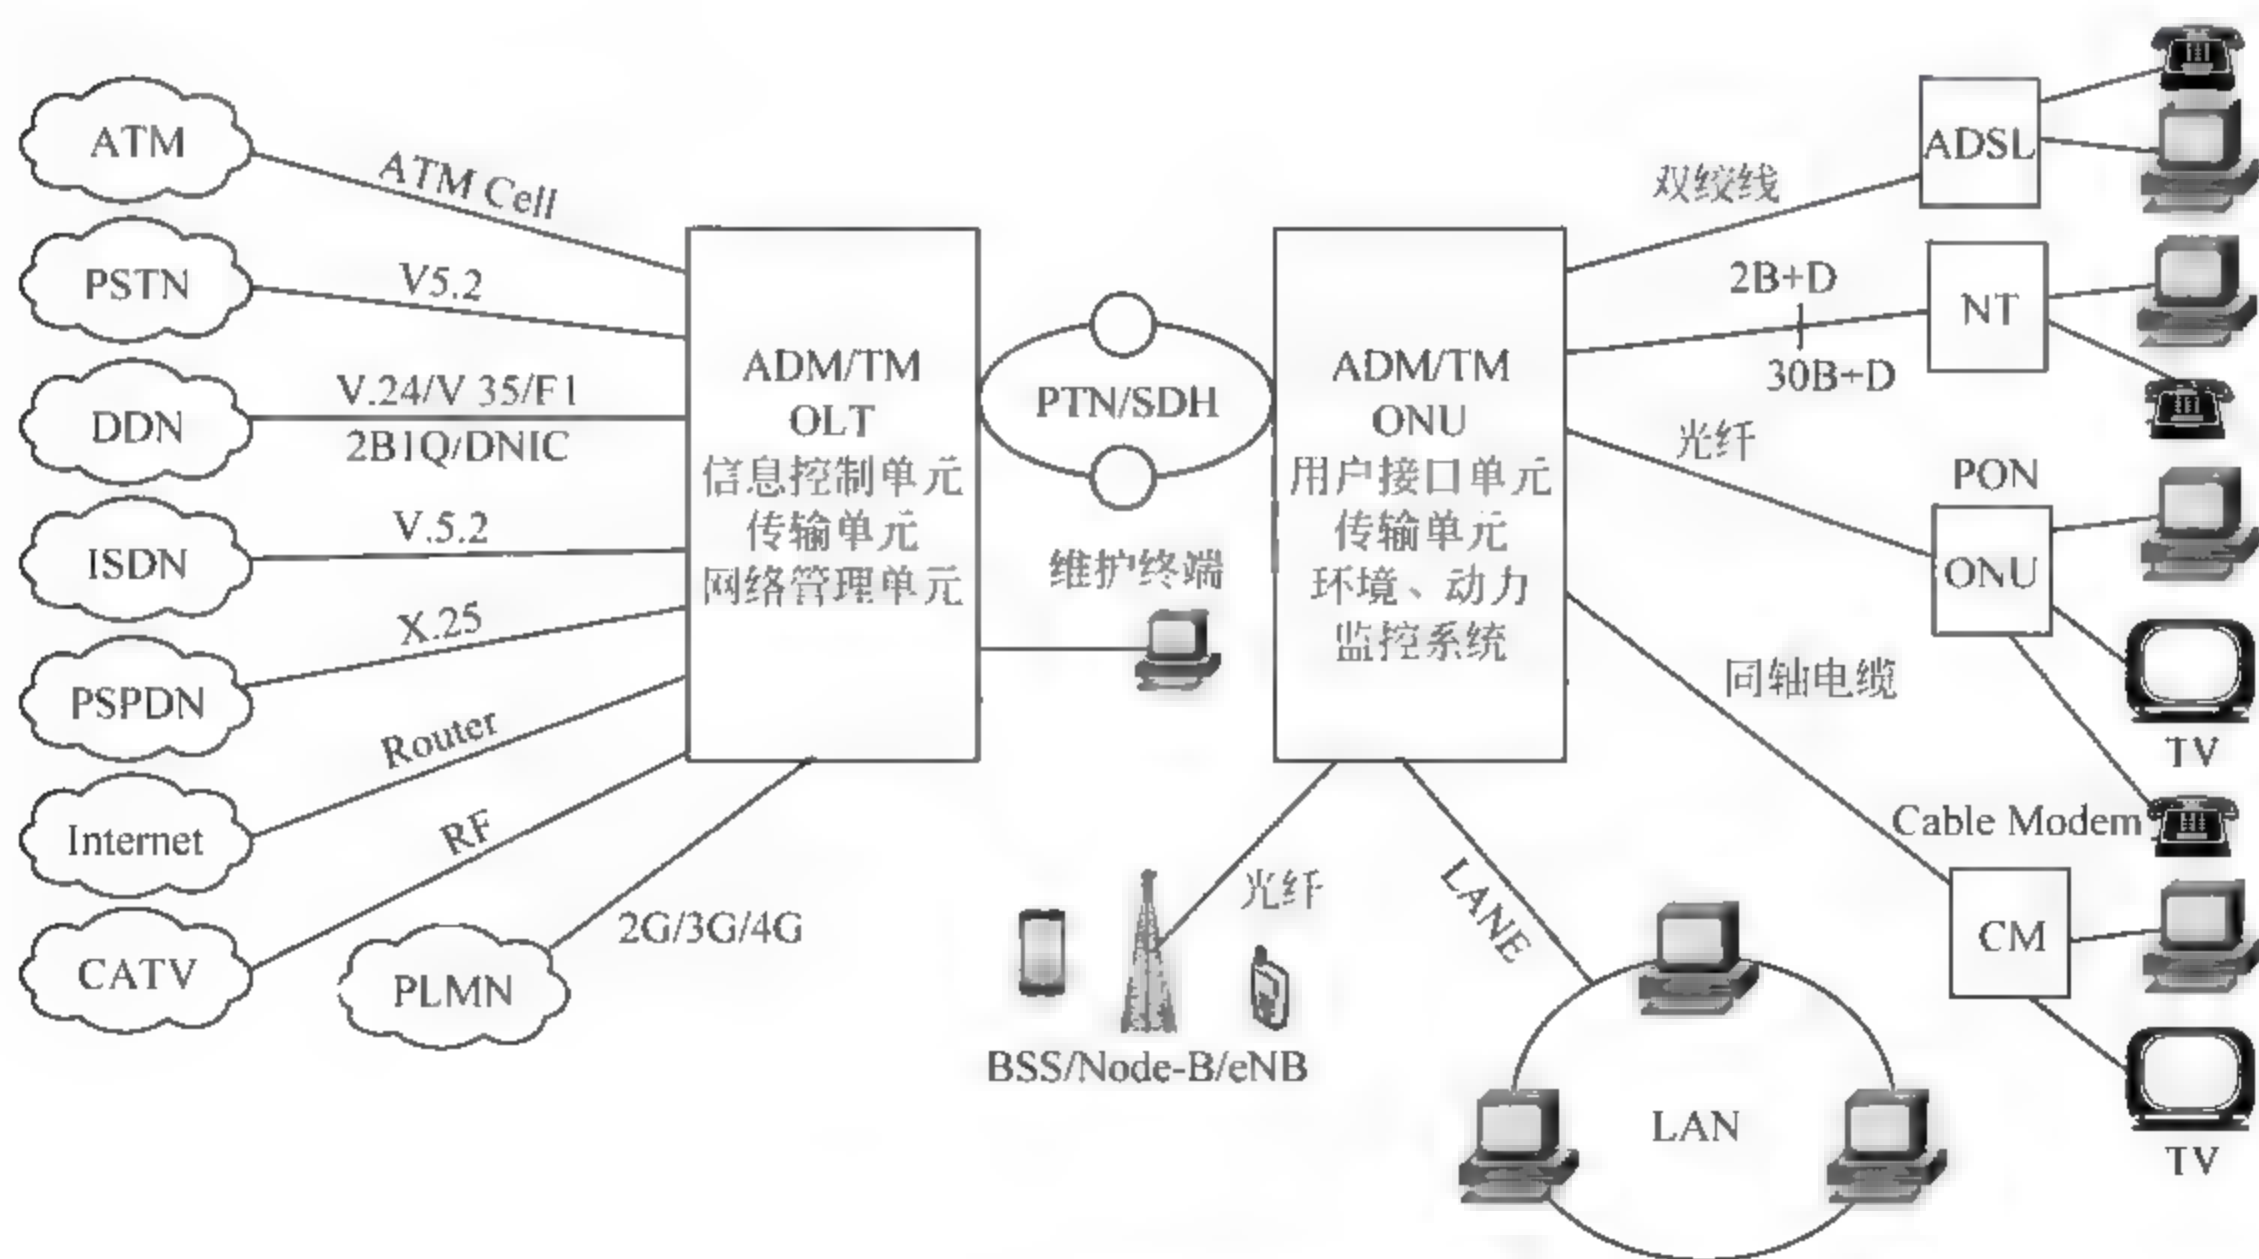 ATM
ATM Cell
PSTN
V5.2
DDN
V.24/V 35/F1
2B1Q/DNIC
ISDN
V.5.2
PSPDN
X.25
Internet
Router
CATV
RF
PLMN
2G/3G/4G
ADM/TM
OLT
信息控制单元
传输单元
网络管理单元
PTN/SDH
维护终端
ADM/TM
ONU
用户接口单元
传输单元
环境、动力
监控系统
双绞线
ADSL
2B+D
30B+D
NT
光纤
PON
ONU
TV
同轴电缆
Cable Modem
CM
TV
光纤
BSS/Node-B/eNB
LANE
LAN